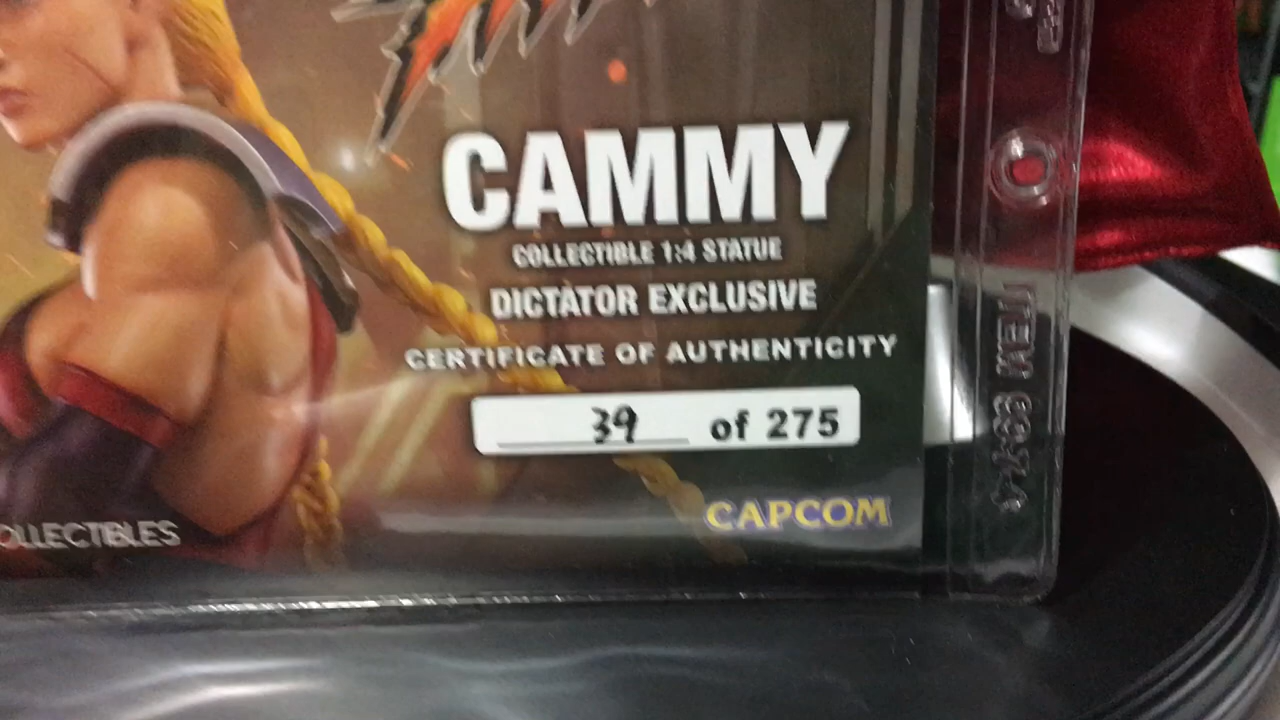 CAMMY
COLLECTIBLE 1:4 STATUE
DICTATOR EXCLUSIVE
CERTIFICATE OF AUTHENTICITY
39 of 275
CAPCOM
OLLECTIBLES